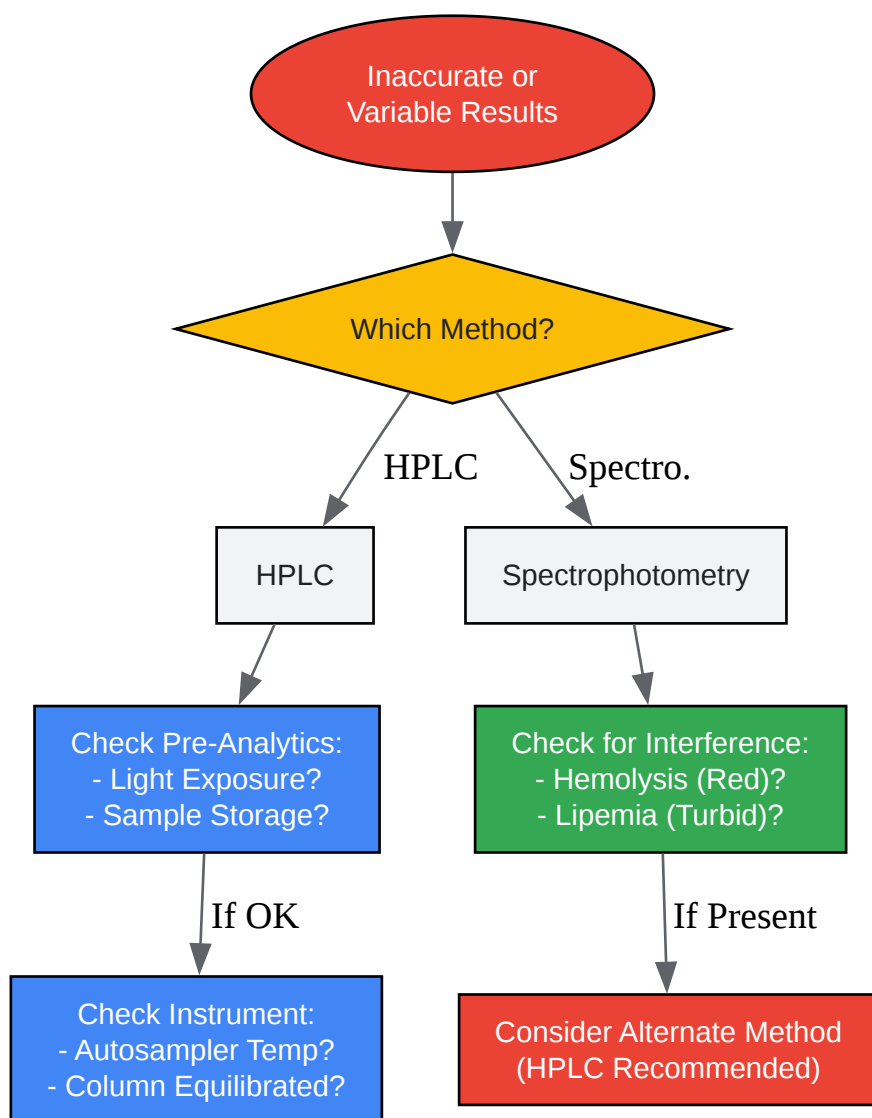 Inaccurate or
Variable Results
Which Method?
HPLC
Spectro.
HPLC
Spectrophotometry
Check Pre-Analytics:
- Light Exposure?
- Sample Storage?
Check for Interference:
- Hemolysis (Red)?
- Lipemia (Turbid)?
If OK
If Present
Check Instrument:
- Autosampler Temp?
- Column Equilibrated?
Consider Alternate Method
(HPLC Recommended)